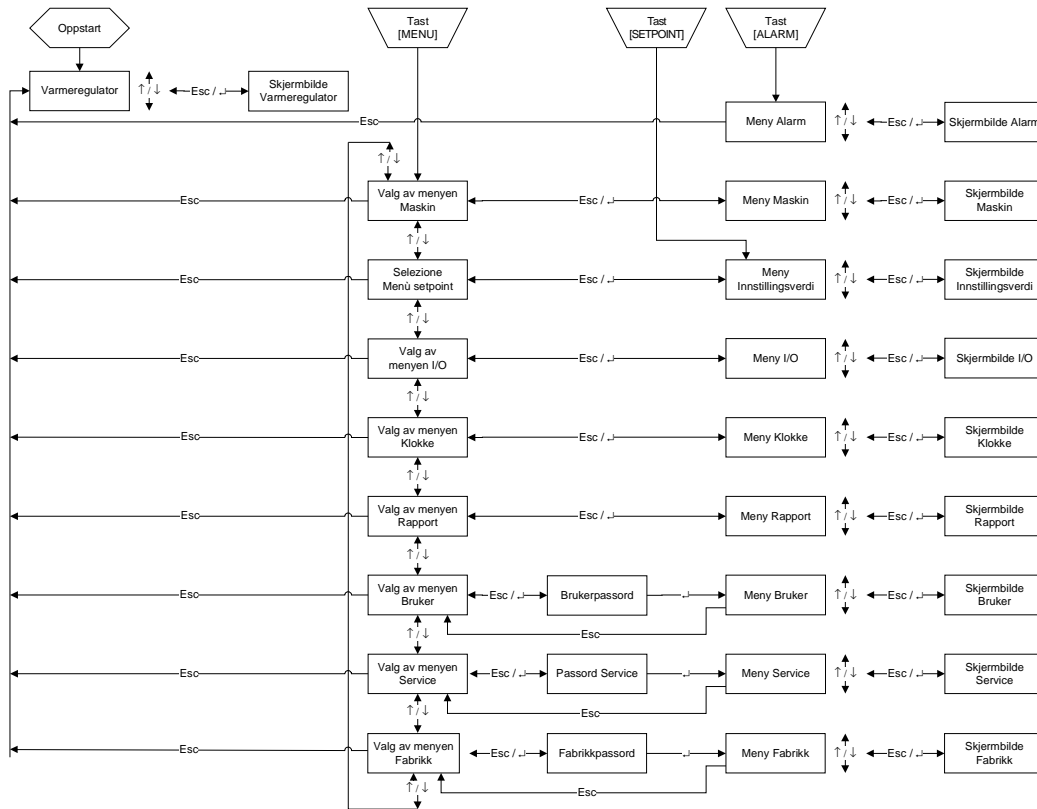 Oppstart
Tast
[MENU]
Tast
[SETPOINT]
Tast
[ALARM]
Varmeregulator
↑ / ↓
Esc / ↵
Skjermbilde
Varmeregulator
Esc
Meny Alarm
↑ / ↓
Esc / ↵
Skjermbilde Alarm
↑ / ↓
Esc
Valg av menyen
Maskin
Esc / ↵
Meny Maskin
↑ / ↓
Esc / ↵
Skjermbilde
Maskin
↑ / ↓
Esc
Selezione
Menù setpoint
Esc / ↵
Meny
Innstillingsverdi
↑ / ↓
Esc / ↵
Skjermbilde
Innstillingsverdi
↑ / ↓
Esc
Valg av
menyen I/O
Esc / ↵
Meny I/O
↑ / ↓
Esc / ↵
Skjermbilde I/O
↑ / ↓
Esc
Valg av menyen
Klokke
Esc / ↵
Meny Klokke
↑ / ↓
Esc / ↵
Skjermbilde
Klokke
↑ / ↓
Esc
Valg av menyen
Rapport
Esc / ↵
Meny Rapport
↑ / ↓
Esc / ↵
Skjermbilde
Rapport
↑ / ↓
Esc
Valg av menyen
Bruker
Esc / ↵
Brukerpassord
↵
Meny Bruker
↑ / ↓
Esc / ↵
Skjermbilde
Bruker
Esc
↑ / ↓
Esc
Valg av menyen
Service
Esc / ↵
Passord Service
↵
Meny Service
↑ / ↓
Esc / ↵
Skjermbilde
Service
Esc
↑ / ↓
Esc
Valg av menyen
Fabrikk
Esc / ↵
Fabrikkpassord
↵
Meny Fabrikk
↑ / ↓
Esc / ↵
Skjermbilde
Fabrikk
Esc
↑ / ↓